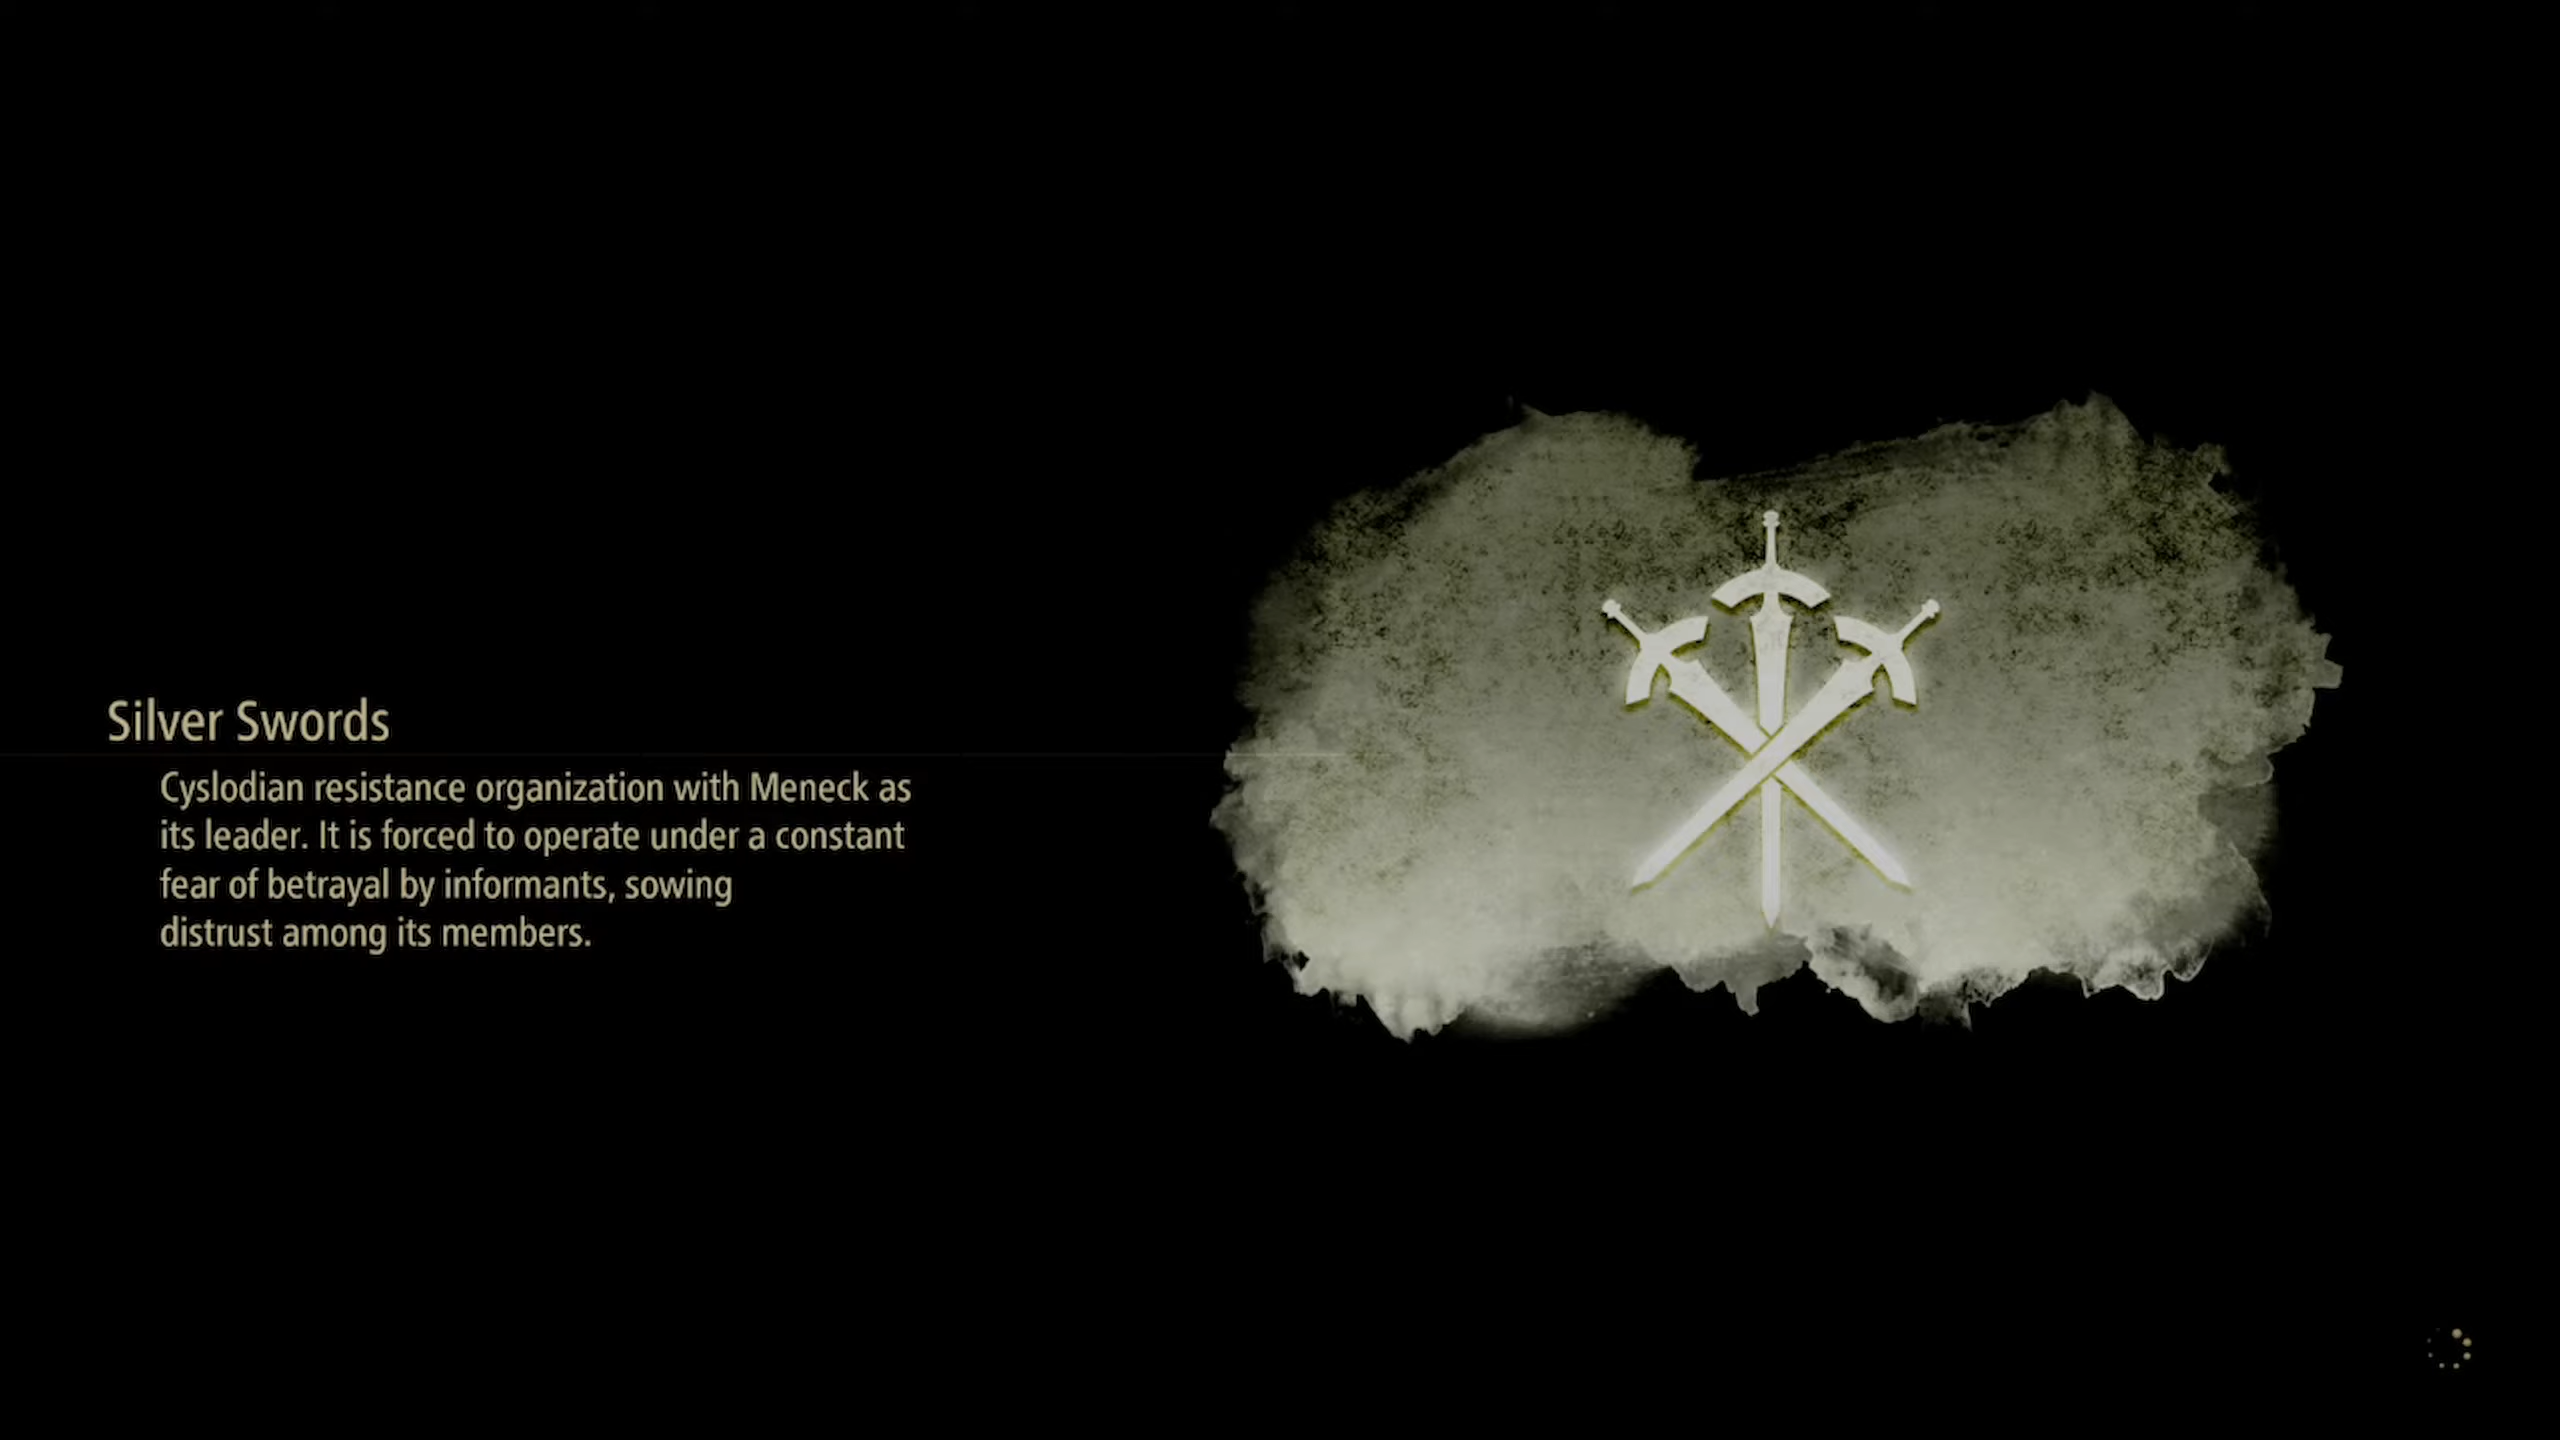 Silver Swords
Cyslodian resistance organization with Meneck as
its leader. It is forced to operate under a constant
fear of betrayal by informants, sowing
distrust among its members.